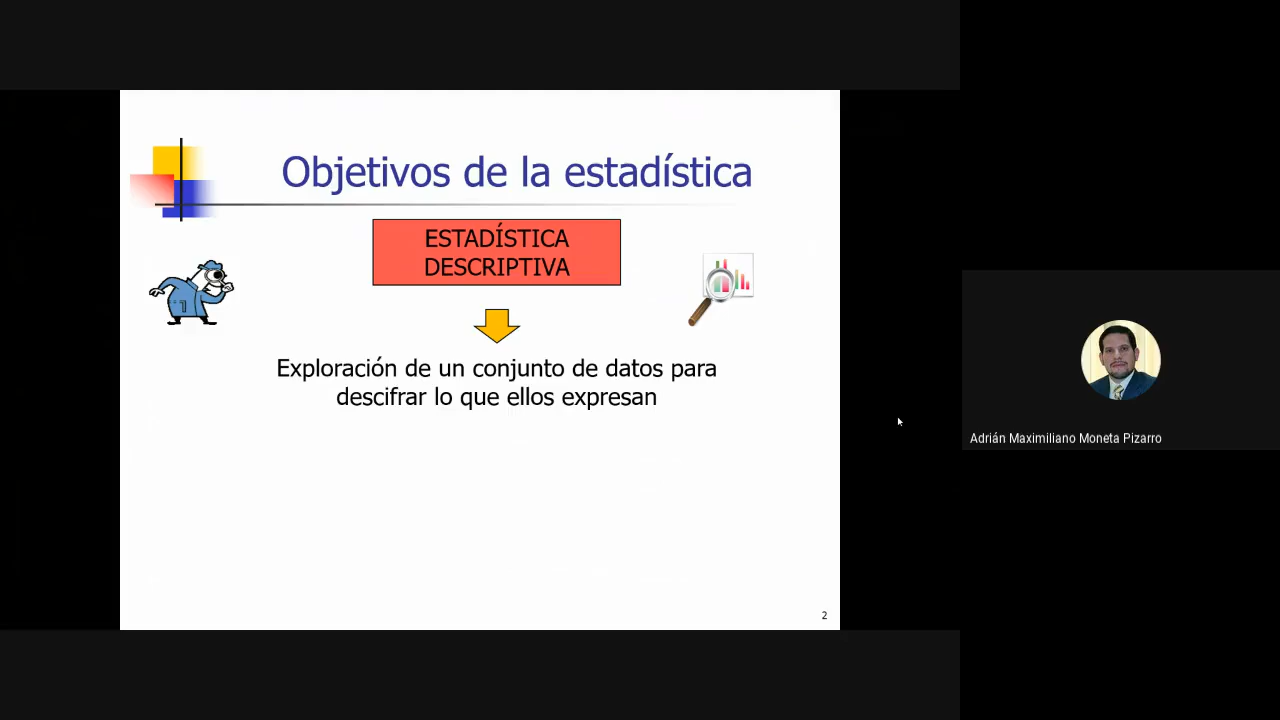 Objetivos de la estadística
ESTADÍSTICA
DESCRIPTIVA
Exploración de un conjunto de datos para
descifrar lo que ellos expresan
2
Adrián Maximiliano Moneta Pizarro